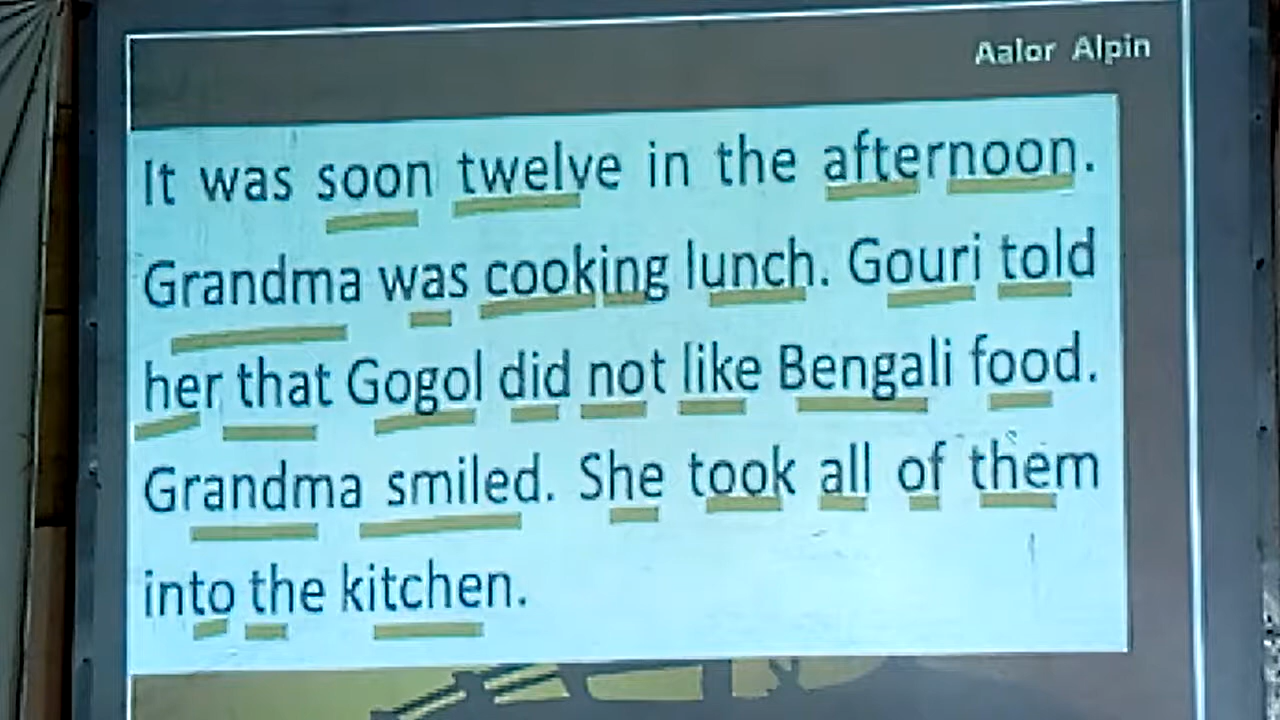 Aalor Alpin
It was soon twelve in the afternoon.
Grandma was cooking lunch. Gouri told
her that Gogol did not like Bengali food.
Grandma smiled. She took all of them
into the kitchen.